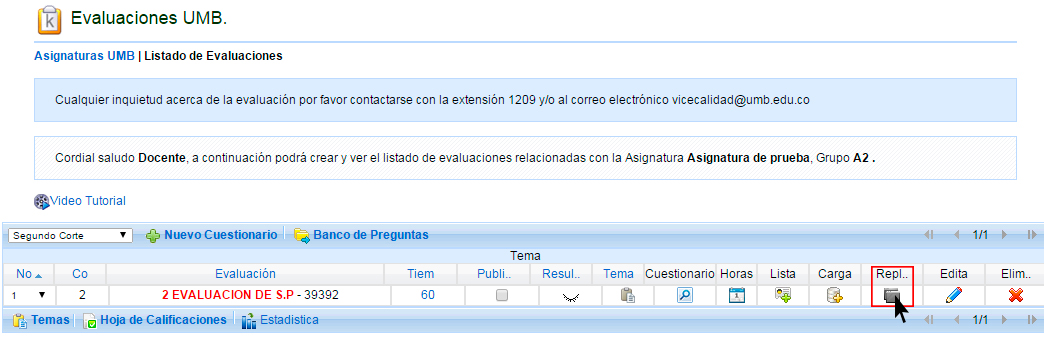 Evaluaciones UMB.
Asignaturas UMB | Listado de Evaluaciones
Cualquier inquietud acerca de la evaluación por favor contactarse con la extensión 1209 y/o al correo electrónico vicecalidad@umb.edu.co
Cordial saludo Docente, a continuación podrá crear y ver el listado de evaluaciones relacionadas con la Asignatura Asignatura de prueba, Grupo A2 .
Video Tutorial
Segundo Corte Nuevo Cuestionario Banco de Preguntas 1/1
Tema
No Co Evaluación Tiem Publi.. Resul.. Tema Cuestionario Horas Lista Carga Repl.. Edita Elim..
1 2 2 EVALUACION DE S.P - 39392 60
Temas Hoja de Calificaciones Estadistica 1/1